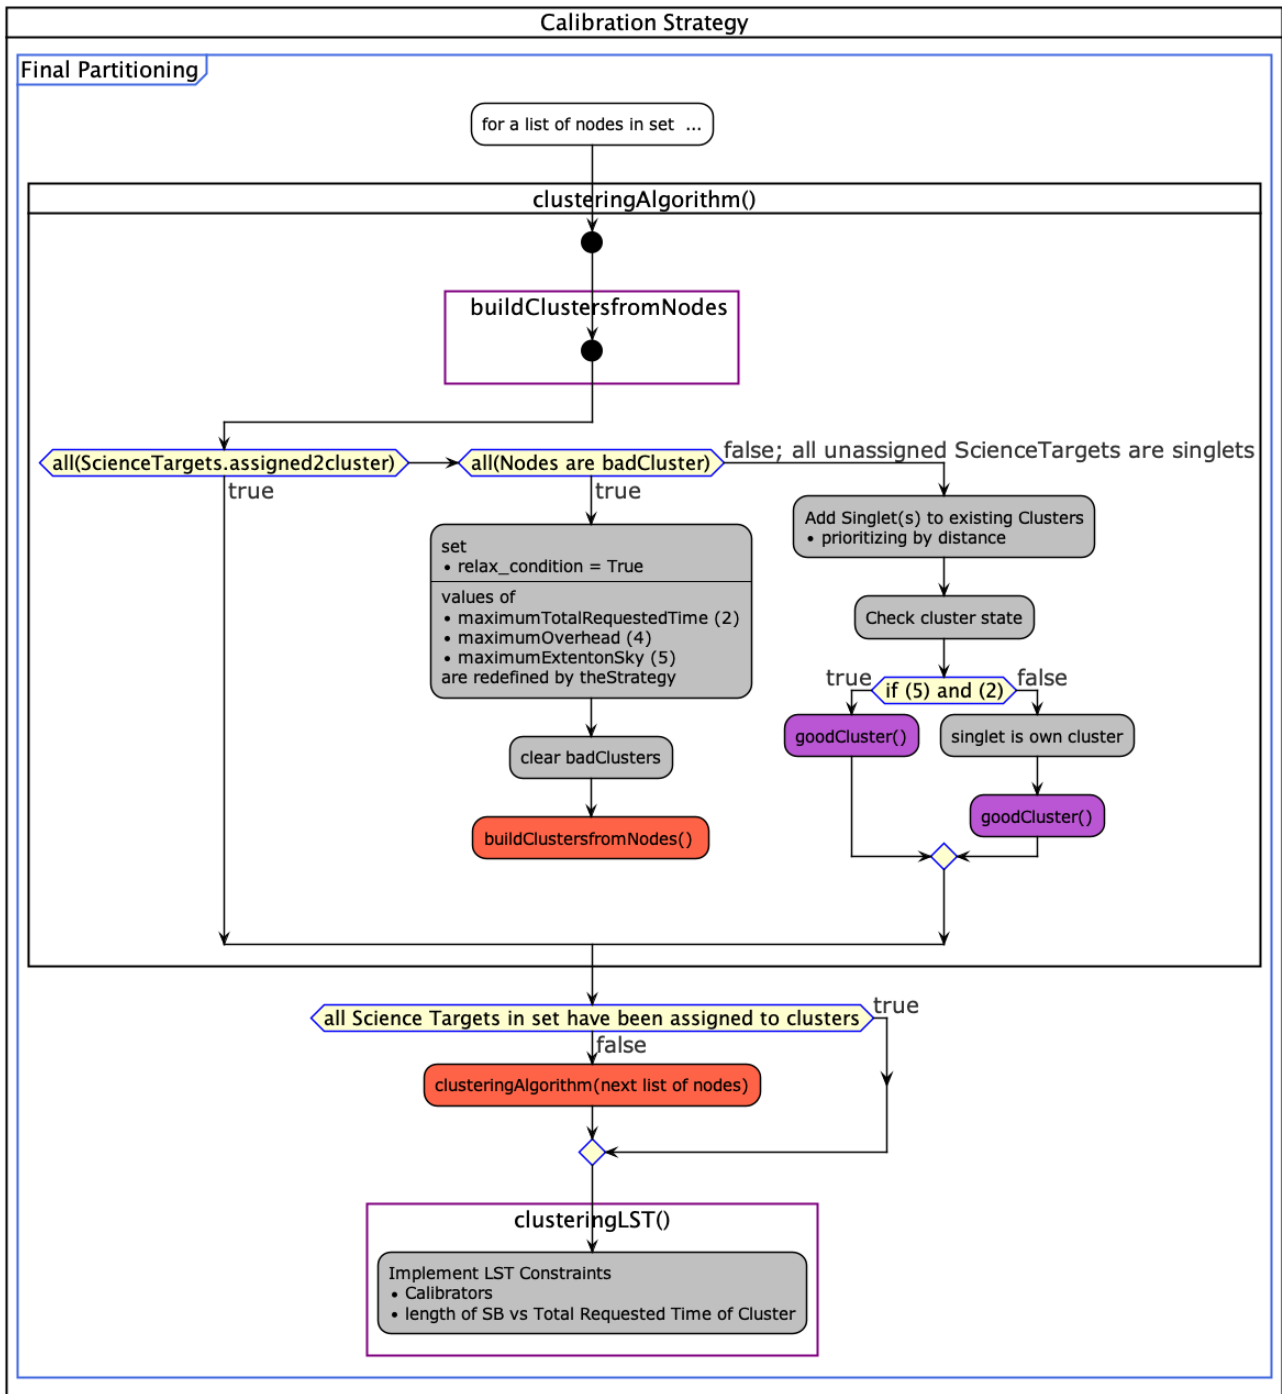 Calibration Strategy
Final Partitioning
for a list of nodes in set ...
clusteringAlgorithm()
buildClustersfromNodes
all(ScienceTargets.assigned2cluster)
true
all(Nodes are badCluster)
true
false; all unassigned ScienceTargets are singlets
set
• relax_condition = True
values of
• maximumTotalRequestedTime (2)
• maximumOverhead (4)
• maximumExtentonSky (5)
are redefined by theStrategy
clear badClusters
buildClustersfromNodes()
Add Singlet(s) to existing Clusters
• prioritizing by distance
Check cluster state
true
if (5) and (2)
false
goodCluster()
singlet is own cluster
goodCluster()
all Science Targets in set have been assigned to clusters
true
false
clusteringAlgorithm(next list of nodes)
clusteringLST()
Implement LST Constraints
• Calibrators
• length of SB vs Total Requested Time of Cluster